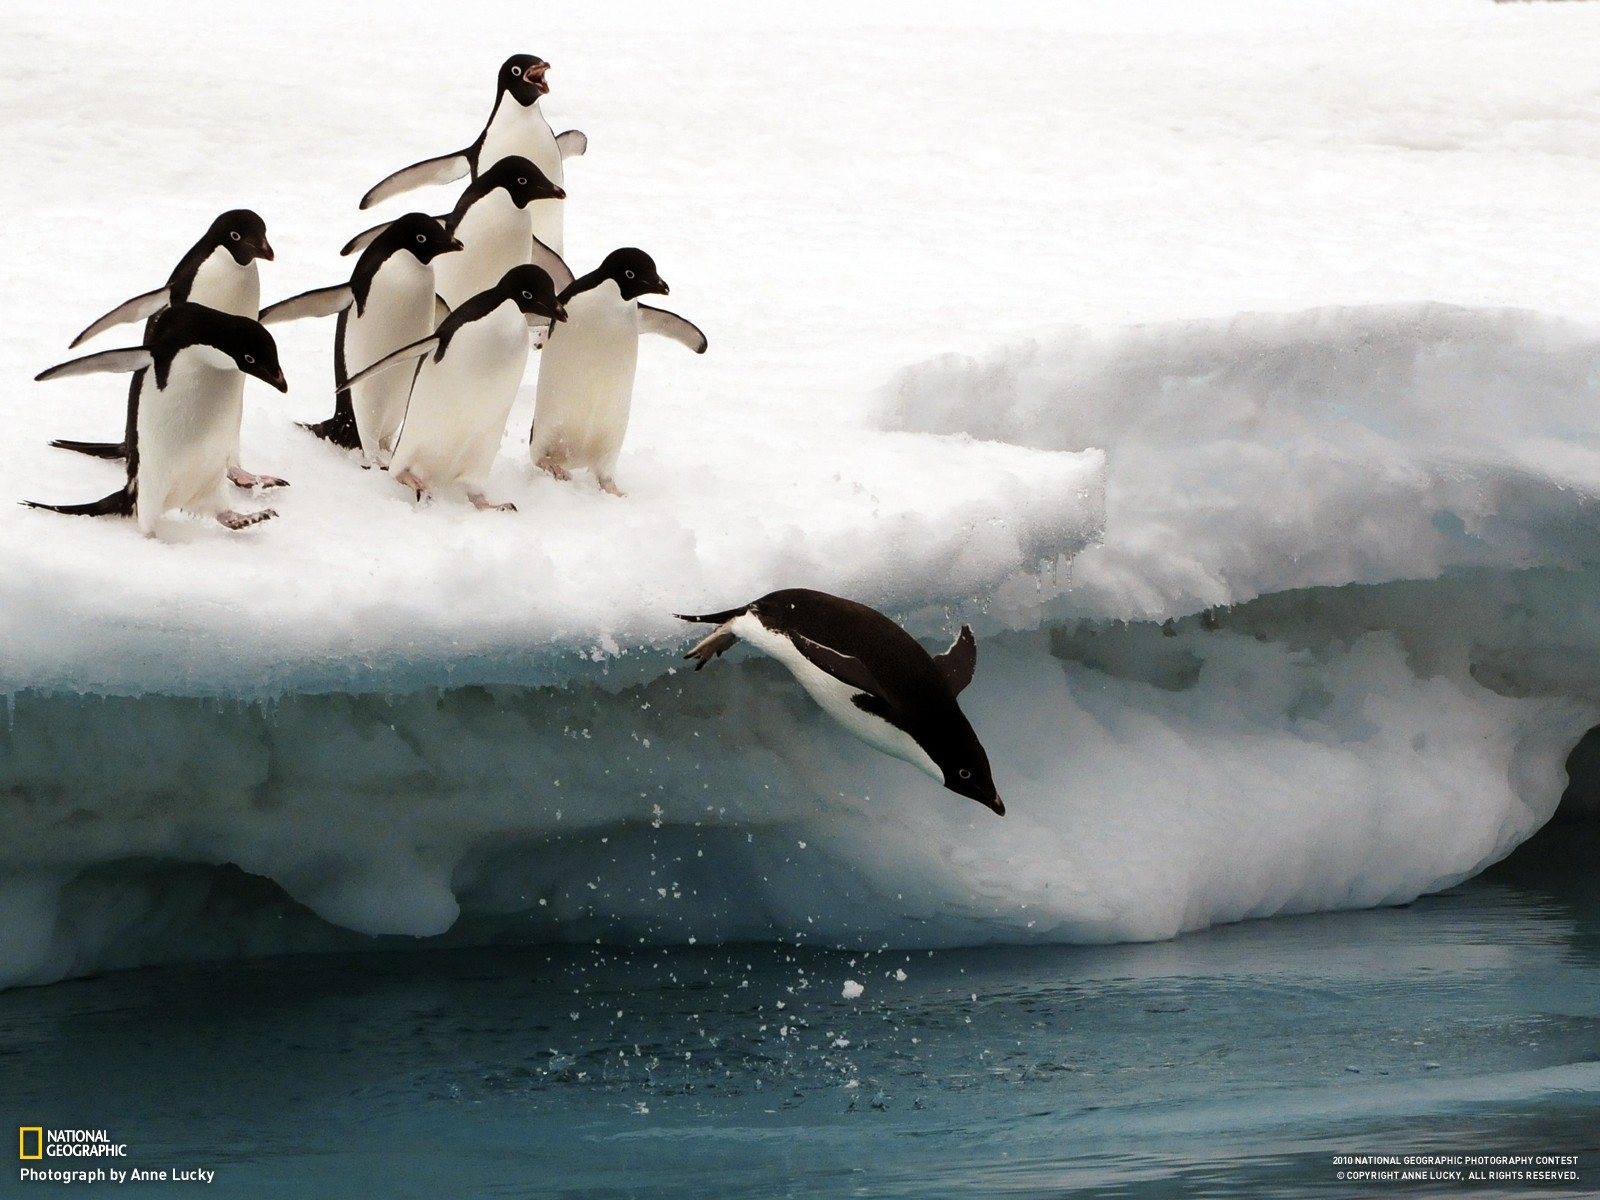 NATIONAL
GEOGRAPHIC
Photograph by Anne Lucky
2010 NATIONAL GEOGRAPHIC PHOTOGRAPHY CONTEST
© COPYRIGHT ANNE LUCKY, ALL RIGHTS RESERVED.